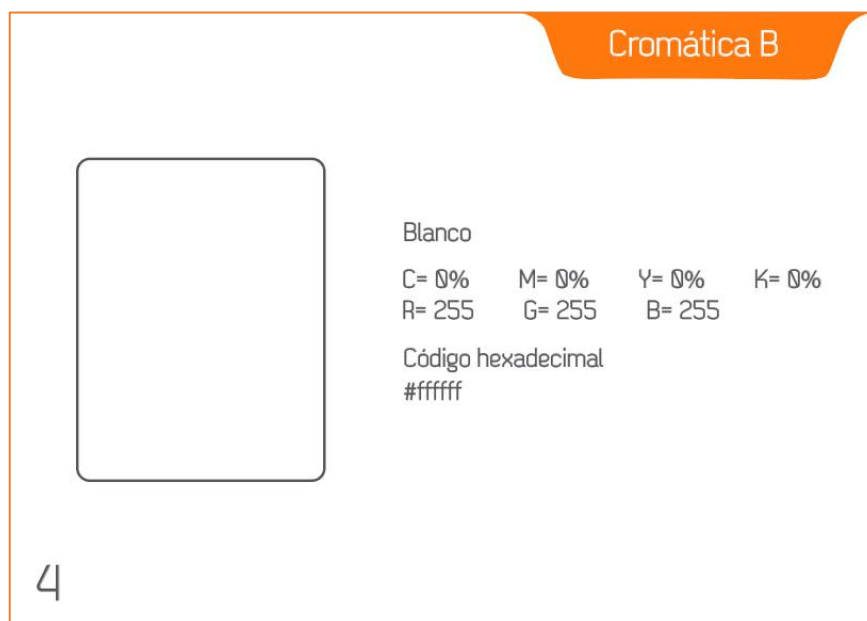 Cromática B
Blanco
C= 0% M= 0% Y= 0% K= 0%
R= 255 G= 255 B= 255
Código hexadecimal
#ffffff
4